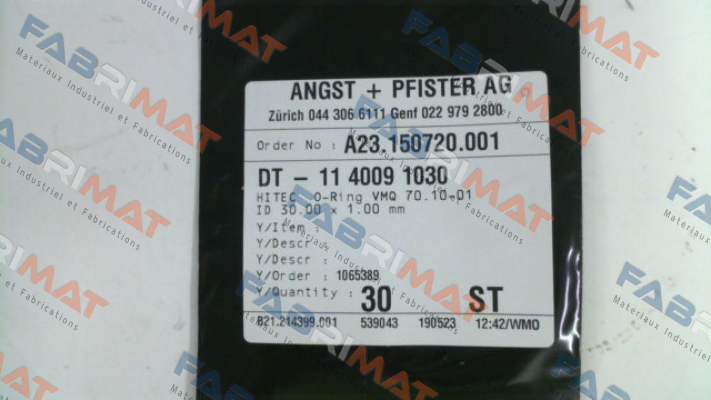 ANGST + PFISTER AG
Zürich 044 306 6111 Genf 022 979 2800
Order No : A23.150720.001
DT - 11 4009 1030
HITEC O-Ring VMQ 70.10-01
ID 30.00 x 1.00 mm
Y/Item :
Y/Descr :
Y/Descr :
Y/Order : 1065389
Y/Quantity : 30 ST
B21.214399.001 539043 190523 12:42/WMO
FABRIMAT
Matériaux Industriel et Fabrications